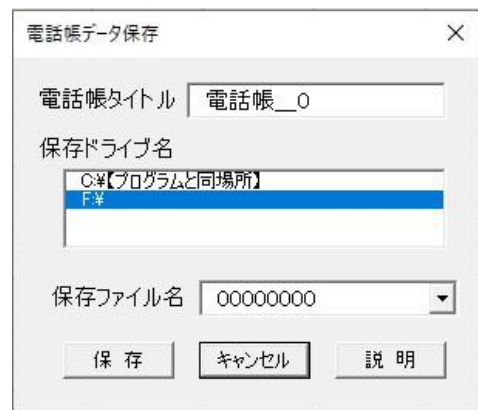 電話帳データ保存
電話帳タイトル 電話帳__0
保存ドライブ名
C:¥【プログラムと同場所】
F:¥
保存ファイル名 00000000
保 存 キャンセル 説 明